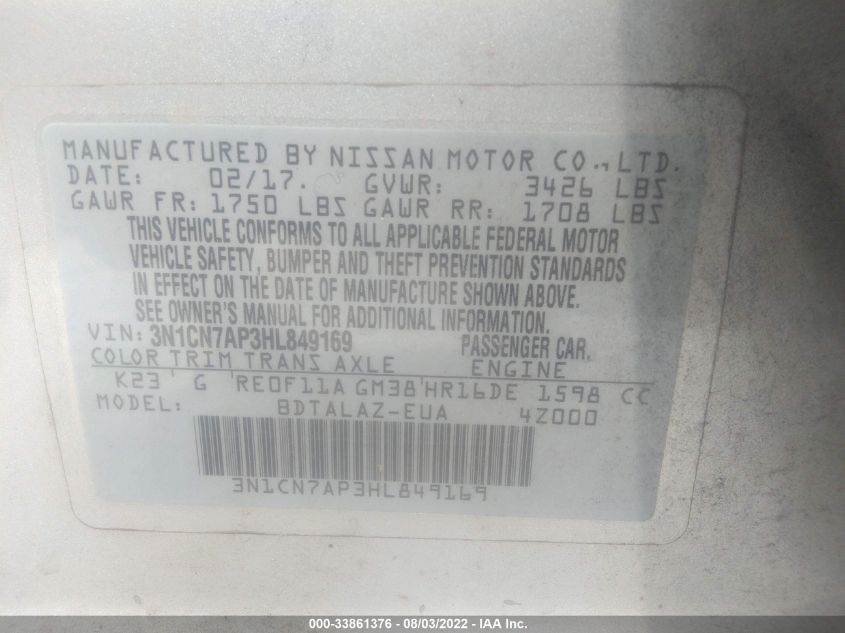 MANUFACTURED BY NISSAN MOTOR CO., LTD.
DATE: 02/17. GVWR: 3426 LBS
GAWR FR: 1750 LBS GAWR RR: 1708 LBS
THIS VEHICLE CONFORMS TO ALL APPLICABLE FEDERAL MOTOR
VEHICLE SAFETY, BUMPER AND THEFT PREVENTION STANDARDS
IN EFFECT ON THE DATE OF MANUFACTURE SHOWN ABOVE.
SEE OWNER'S MANUAL FOR ADDITIONAL INFORMATION.
VIN: 3N1CN7AP3HL849169 PASSENGER CAR.
COLOR TRIM TRANS AXLE ENGINE
K23 G RE0F11A GM38 HR16DE 1598 CC
MODEL: BDTALAZ-EUA 4Z000
3N1CN7AP3HL849169
000-33861376 - 08/03/2022 - IAA Inc.